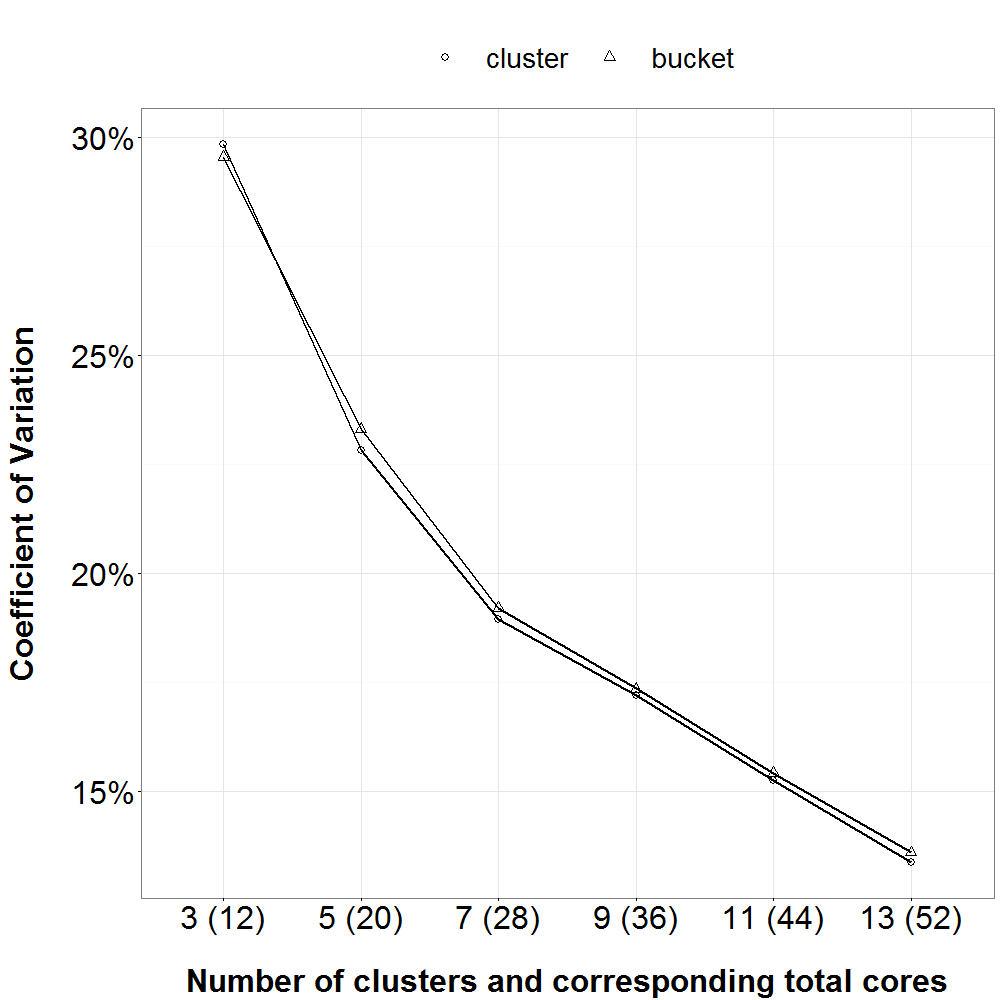 cluster bucket
30%
25%
20%
15%
Coefficient of Variation
3 (12) 5 (20) 7 (28) 9 (36) 11 (44) 13 (52)
Number of clusters and corresponding total cores